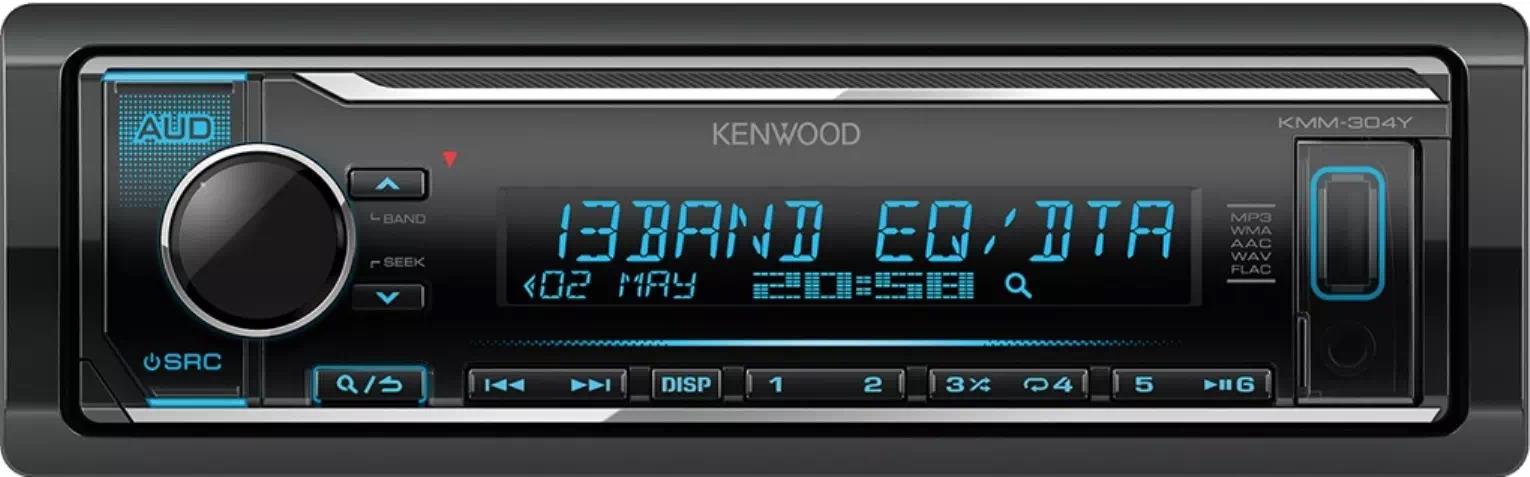 AUD
KENWOOD
KMM-304Y
BAND
SEEK
13BAND EQ/DTA
02 MAY 20:58
MP3
WMA
AAC
WAV
FLAC
SRC
DISP
1 2
3 4
5 6